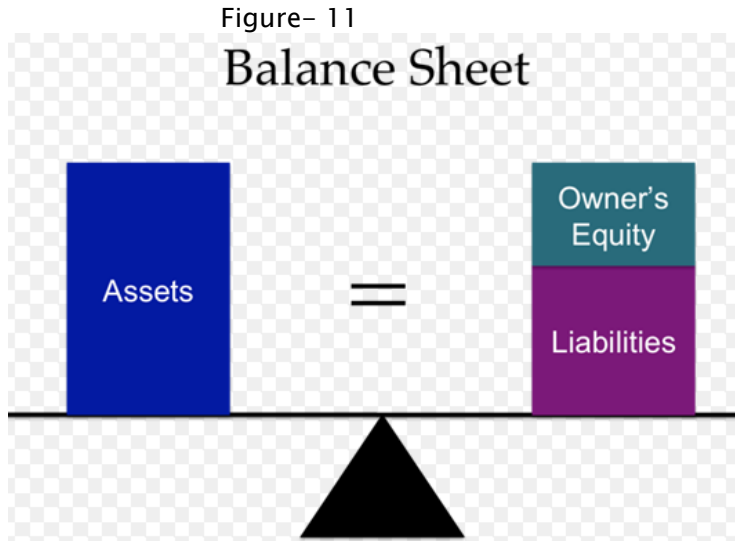 Figure- 11
Balance Sheet
Assets
=
Owner's
Equity
Liabilities